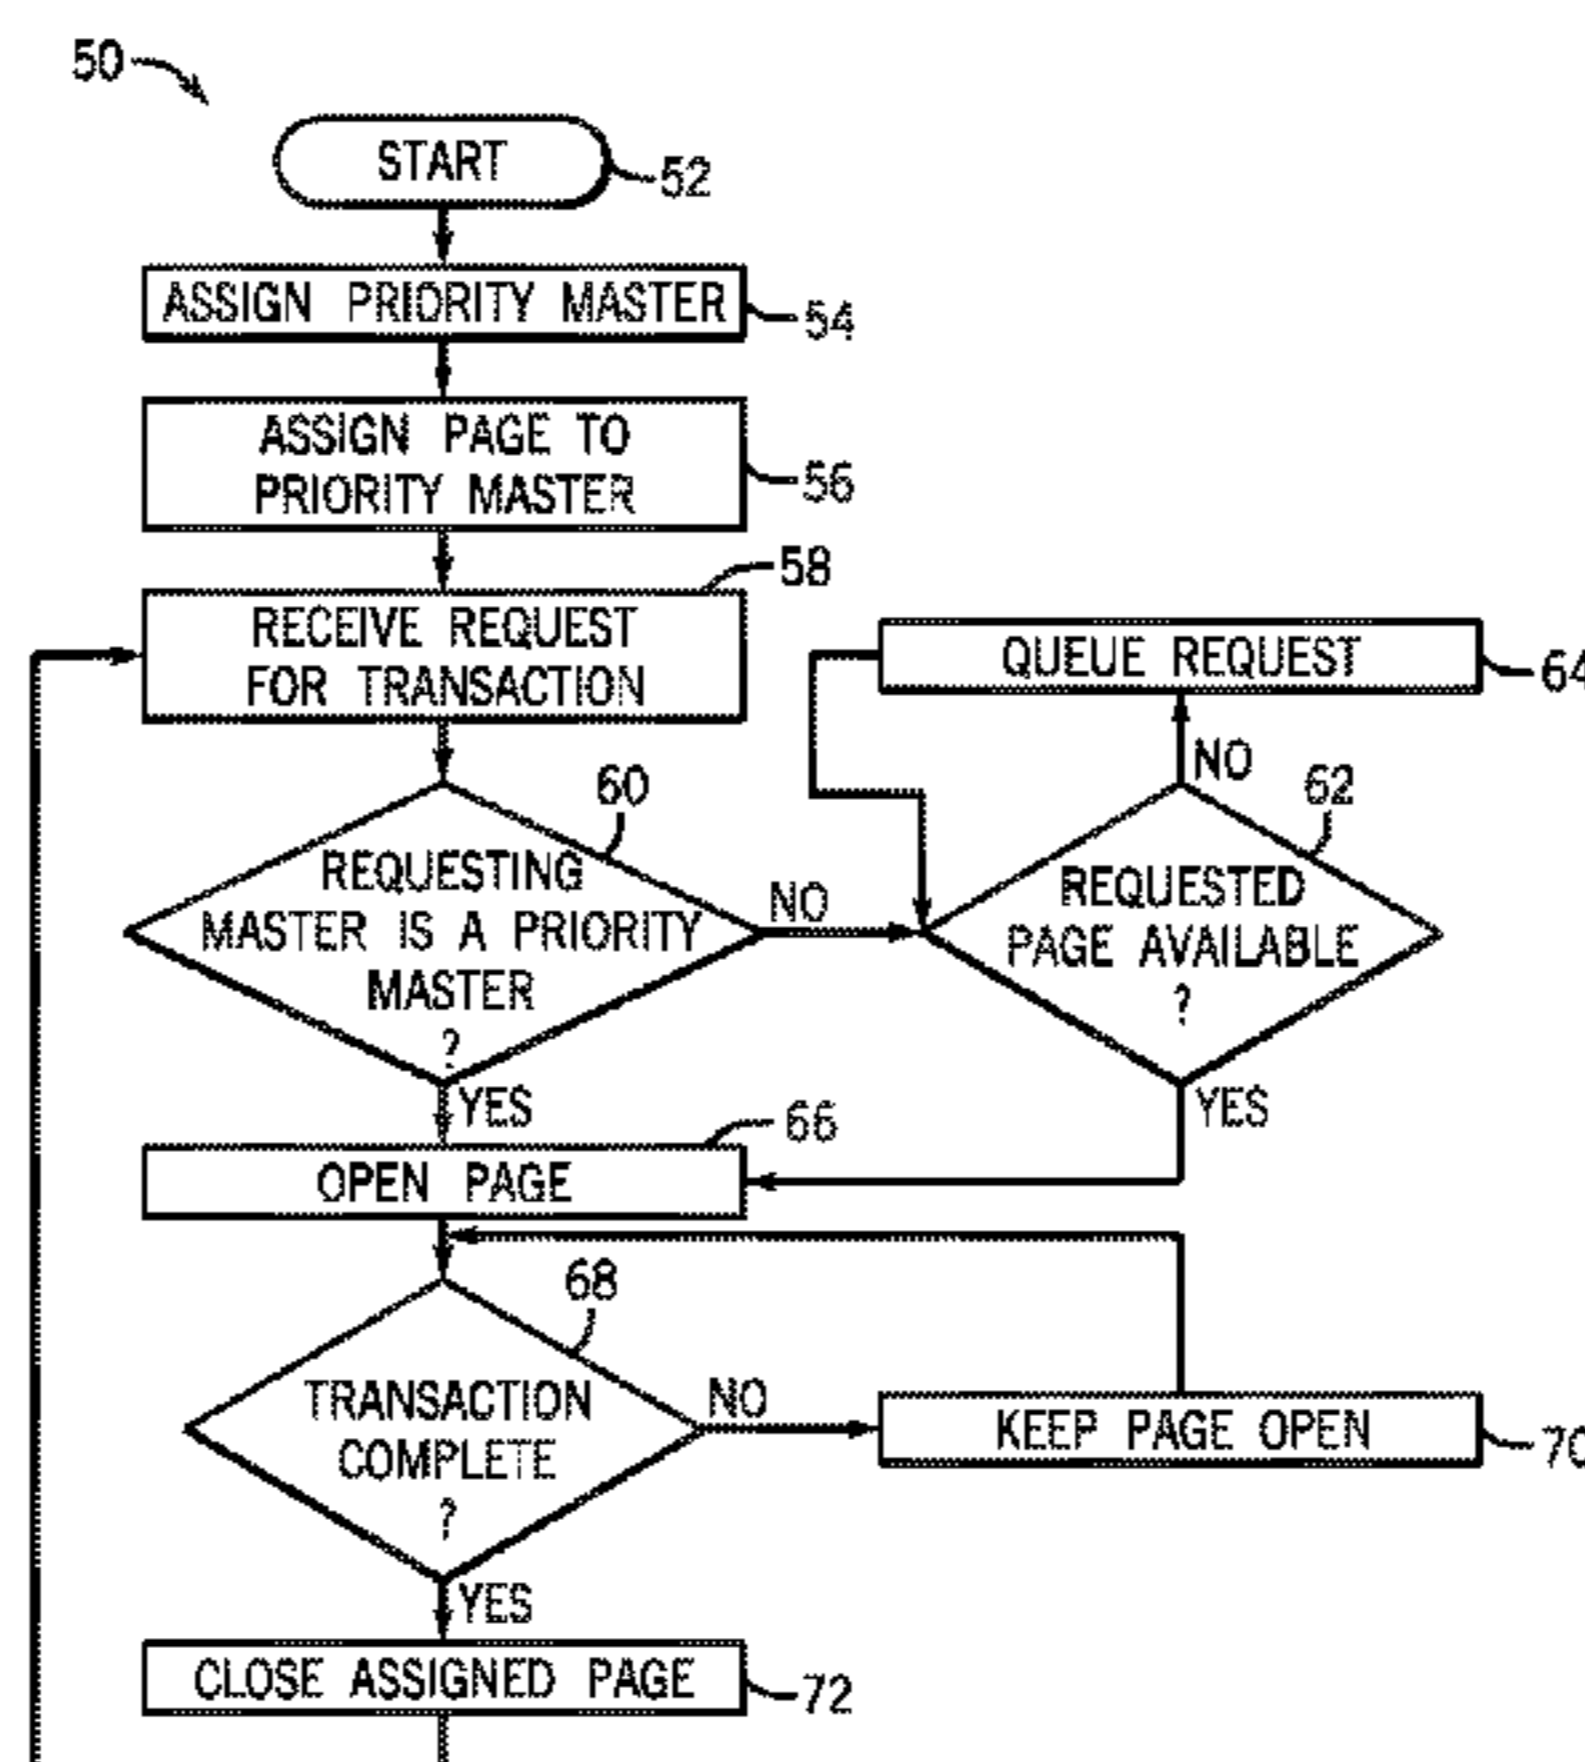 50
START
52
ASSIGN PRIORITY MASTER
54
ASSIGN PAGE TO
PRIORITY MASTER
56
58
RECEIVE REQUEST
FOR TRANSACTION
QUEUE REQUEST
64
NO
60
62
REQUESTING
MASTER IS A PRIORITY
MASTER
?
NO
REQUESTED
PAGE AVAILABLE
?
YES
YES
66
OPEN PAGE
68
TRANSACTION
COMPLETE
?
NO
KEEP PAGE OPEN
70
YES
CLOSE ASSIGNED PAGE
72